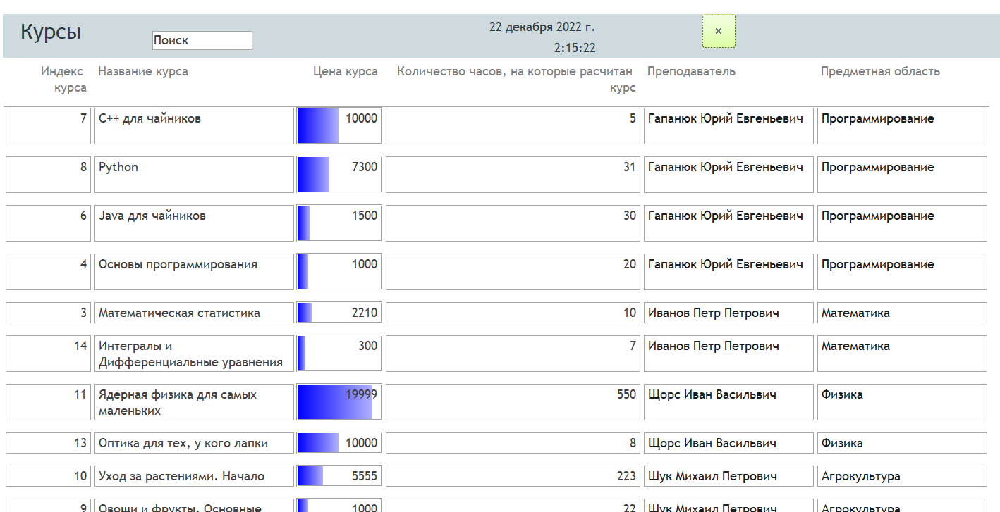 Курсы
Поиск
22 декабря 2022 г.
2:15:22
×
Индекс курса Название курса Цена курса Количество часов, на которые расчитан курс Преподаватель Предметная область
7 C++ для чайников 10000 5 Гапанюк Юрий Евгеньевич Программирование
8 Python 7300 31 Гапанюк Юрий Евгеньевич Программирование
6 Java для чайников 1500 30 Гапанюк Юрий Евгеньевич Программирование
4 Основы программирования 1000 20 Гапанюк Юрий Евгеньевич Программирование
3 Математическая статистика 2210 10 Иванов Петр Петрович Математика
14 Интегралы и Дифференциальные уравнения 300 7 Иванов Петр Петрович Математика
11 Ядерная физика для самых маленьких 19999 550 Щорс Иван Васильвич Физика
13 Оптика для тех, у кого лапки 10000 8 Щорс Иван Васильвич Физика
10 Уход за растениями. Начало 5555 223 Шук Михаил Петрович Агрокультура
9 Овощи и фрукты. Основные 1000 22 Шук Михаил Петрович Агрокультура